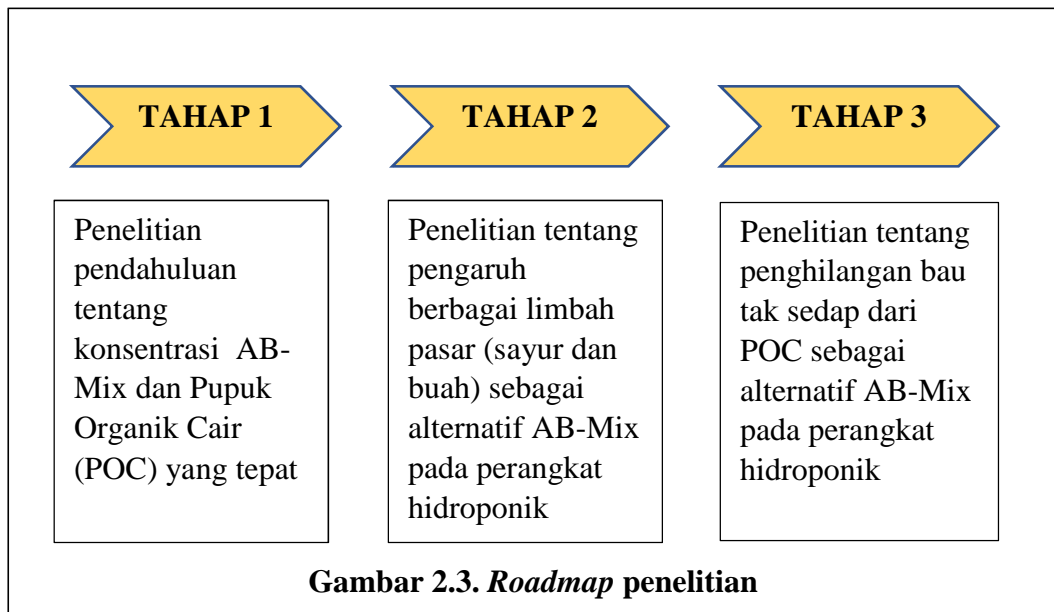 TAHAP 1
TAHAP 2
TAHAP 3
Penelitian
pendahuluan
tentang
konsentrasi AB-
Mix dan Pupuk
Organik Cair
(POC) yang tepat
Penelitian tentang
pengaruh
berbagai limbah
pasar (sayur dan
buah) sebagai
alternatif AB-Mix
pada perangkat
hidroponik
Penelitian tentang
penghilangan bau
tak sedap dari
POC sebagai
alternatif AB-Mix
pada perangkat
hidroponik
Gambar 2.3. Roadmap penelitian